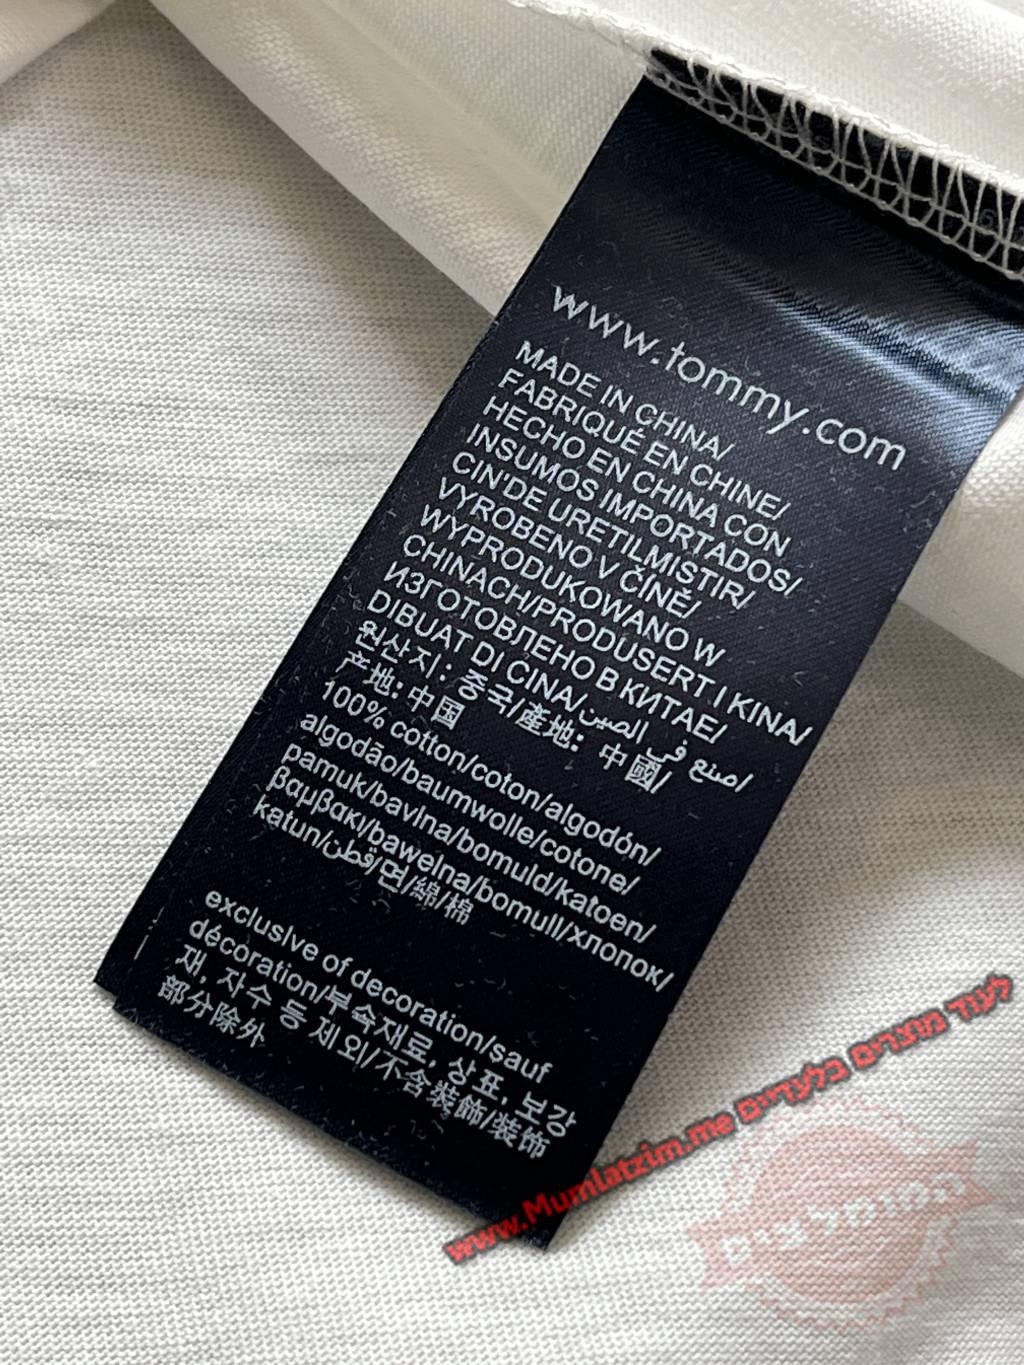 www.tommy.com
MADE IN CHINA/
FABRIQUÉ EN CHINE/
HECHO EN CHINA CON
INSUMOS IMPORTADOS/
CIN'DE URETILMISTIR/
VYROBENO V ČÍNĚ/
WYPRODUKOWANO W
CHINACH/PRODUSERT I KINA/
ИЗГОТОВЛЕНО В КИТАЕ/
DIBUAT DI CINA/صنع في الصين/
원산지: 중국/產地: 中國/
产地: 中国
100% cotton/coton/algodón/
algodão/baumwolle/cotone/
pamuk/bavlna/bomuld/katoen/
βαμβακι/bawełna/bomull/хлопок/
katun/قطن/면/綿/棉
exclusive of decoration/sauf
décoration/부속재료, 상표, 보강
재, 자수 등 제외/不含裝飾/装饰
部分除外
www.Mumlatzim.me לעוד מוצרים בלעדיים
המומלצים